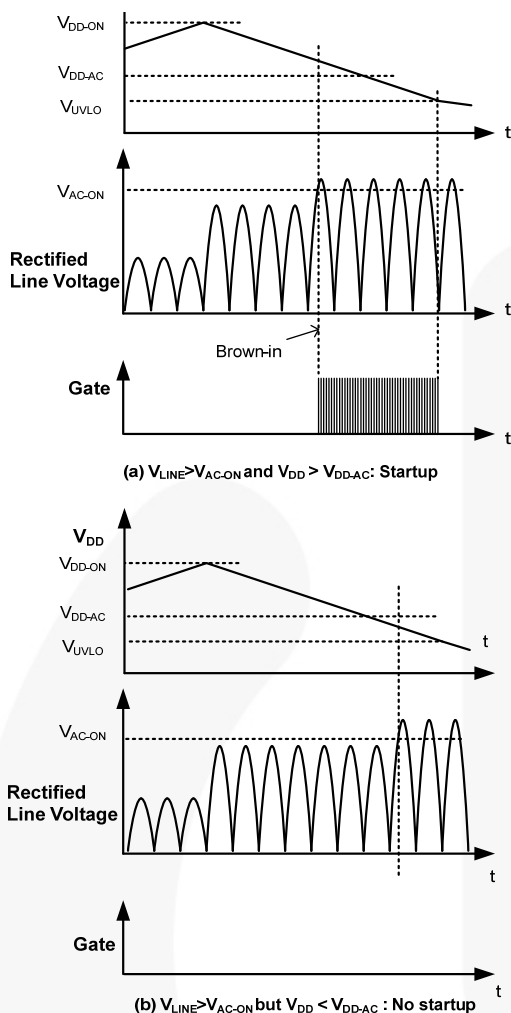 VDD-ON
VDD-AC
VUVLO
t
VAC-ON
Rectified
Line Voltage
t
Brown-in
Gate
t
(a) VLINE>VAC-ON and VDD > VDD-AC: Startup
VDD
VDD-ON
VDD-AC
VUVLO
t
VAC-ON
Rectified
Line Voltage
t
Gate
t
(b) VLINE>VAC-ON but VDD < VDD-AC : No startup